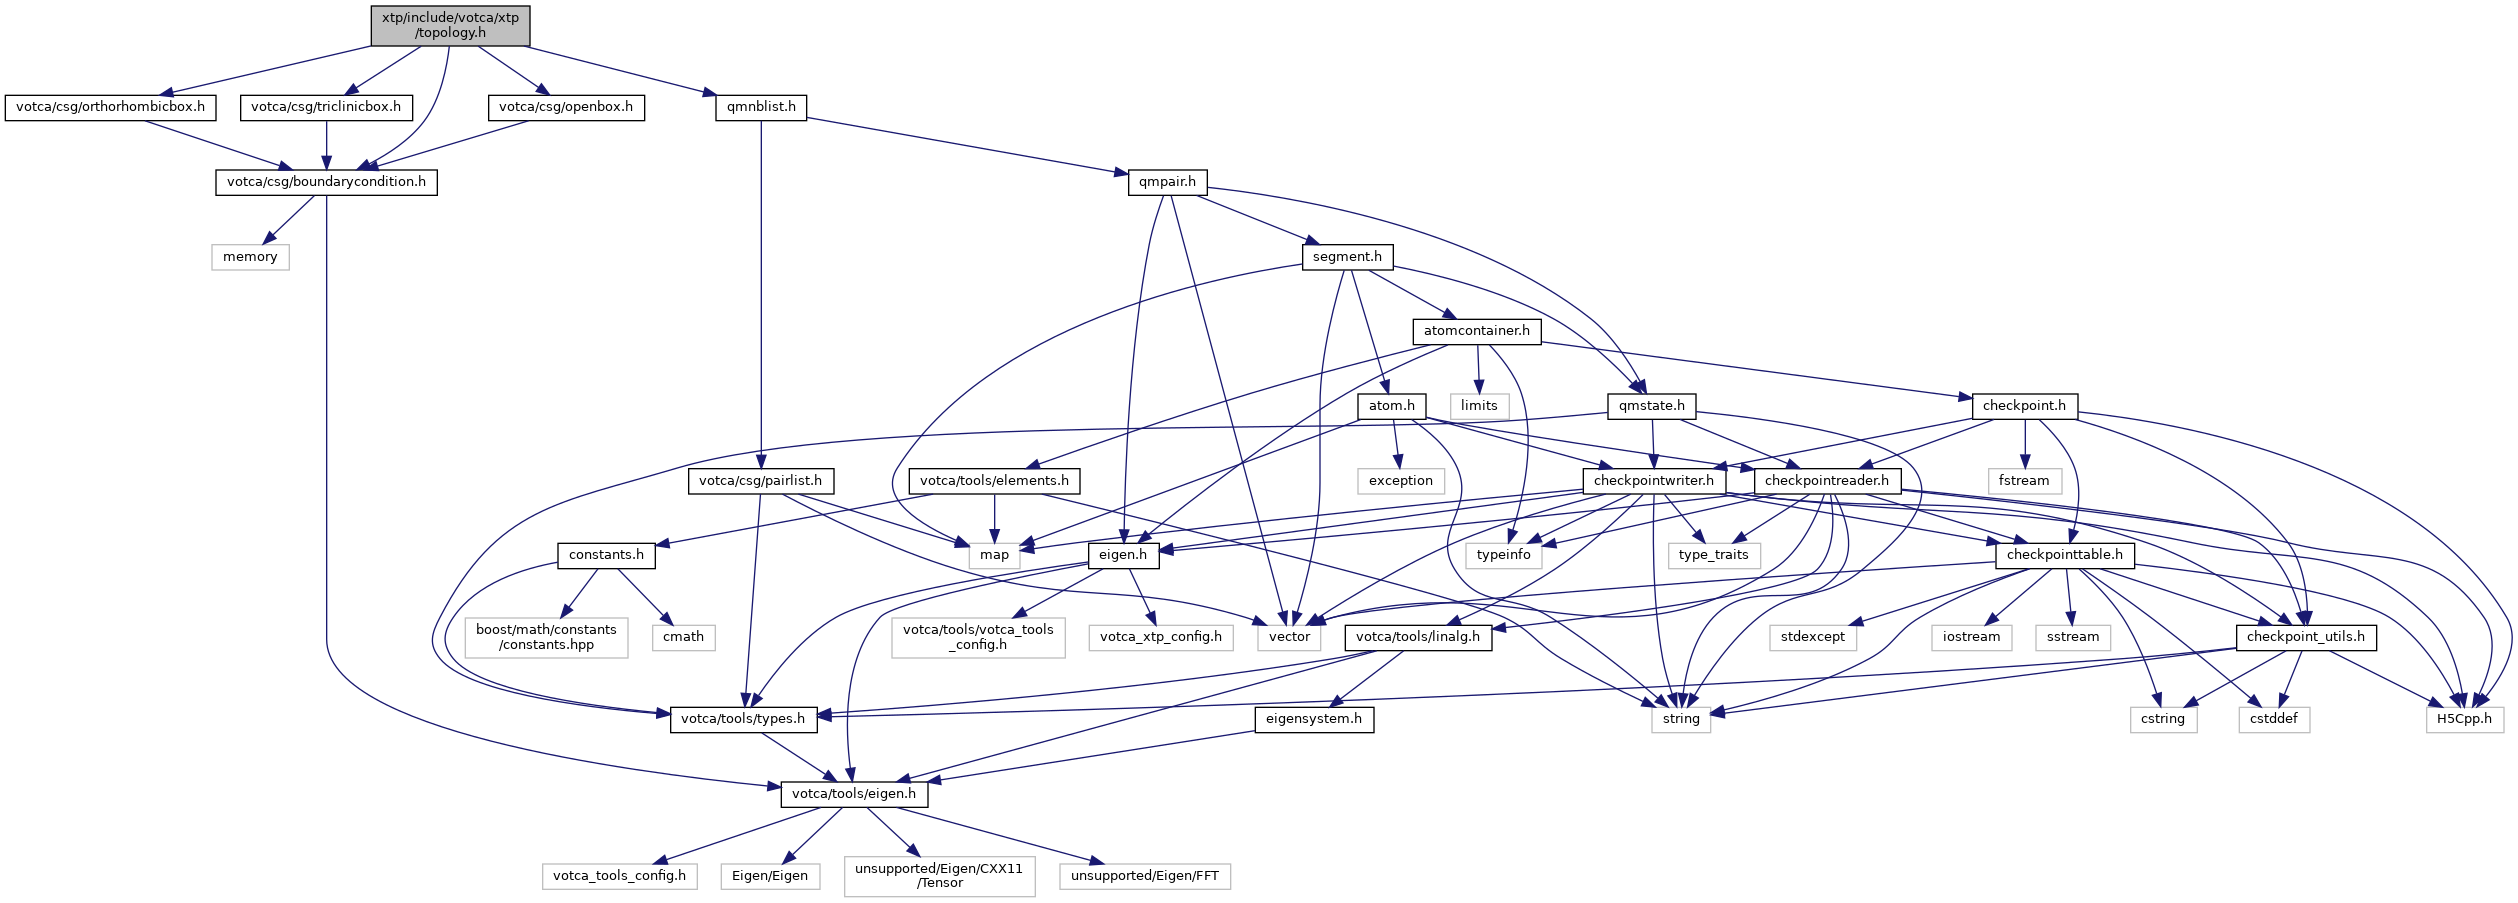 xtp/include/votca/xtp
/topology.h
votca/csg/orthorhombicbox.h
votca/csg/triclinicbox.h
votca/csg/openbox.h
qmnblist.h
votca/csg/boundarycondition.h
qmpair.h
memory
segment.h
atomcontainer.h
limits
atom.h
qmstate.h
checkpoint.h
votca/csg/pairlist.h
votca/tools/elements.h
exception
checkpointwriter.h
checkpointreader.h
fstream
constants.h
map
eigen.h
typeinfo
type_traits
checkpointtable.h
boost/math/constants
/constants.hpp
cmath
votca/tools/votca_tools
_config.h
votca_xtp_config.h
vector
votca/tools/linalg.h
stdexcept
iostream
sstream
checkpoint_utils.h
votca/tools/types.h
eigensystem.h
string
cstring
cstddef
H5Cpp.h
votca/tools/eigen.h
votca_tools_config.h
Eigen/Eigen
unsupported/Eigen/CXX11
/Tensor
unsupported/Eigen/FFT